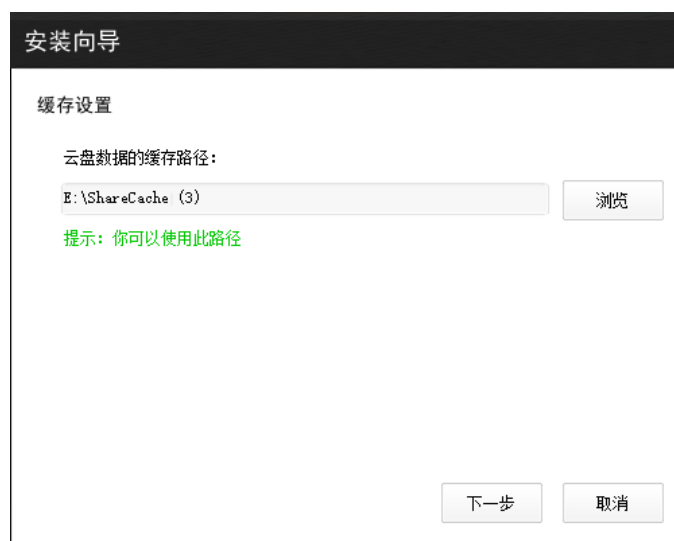 安装向导
缓存设置
云盘数据的缓存路径：
E:\ShareCache (3)
浏览
提示：你可以使用此路径
下一步
取消